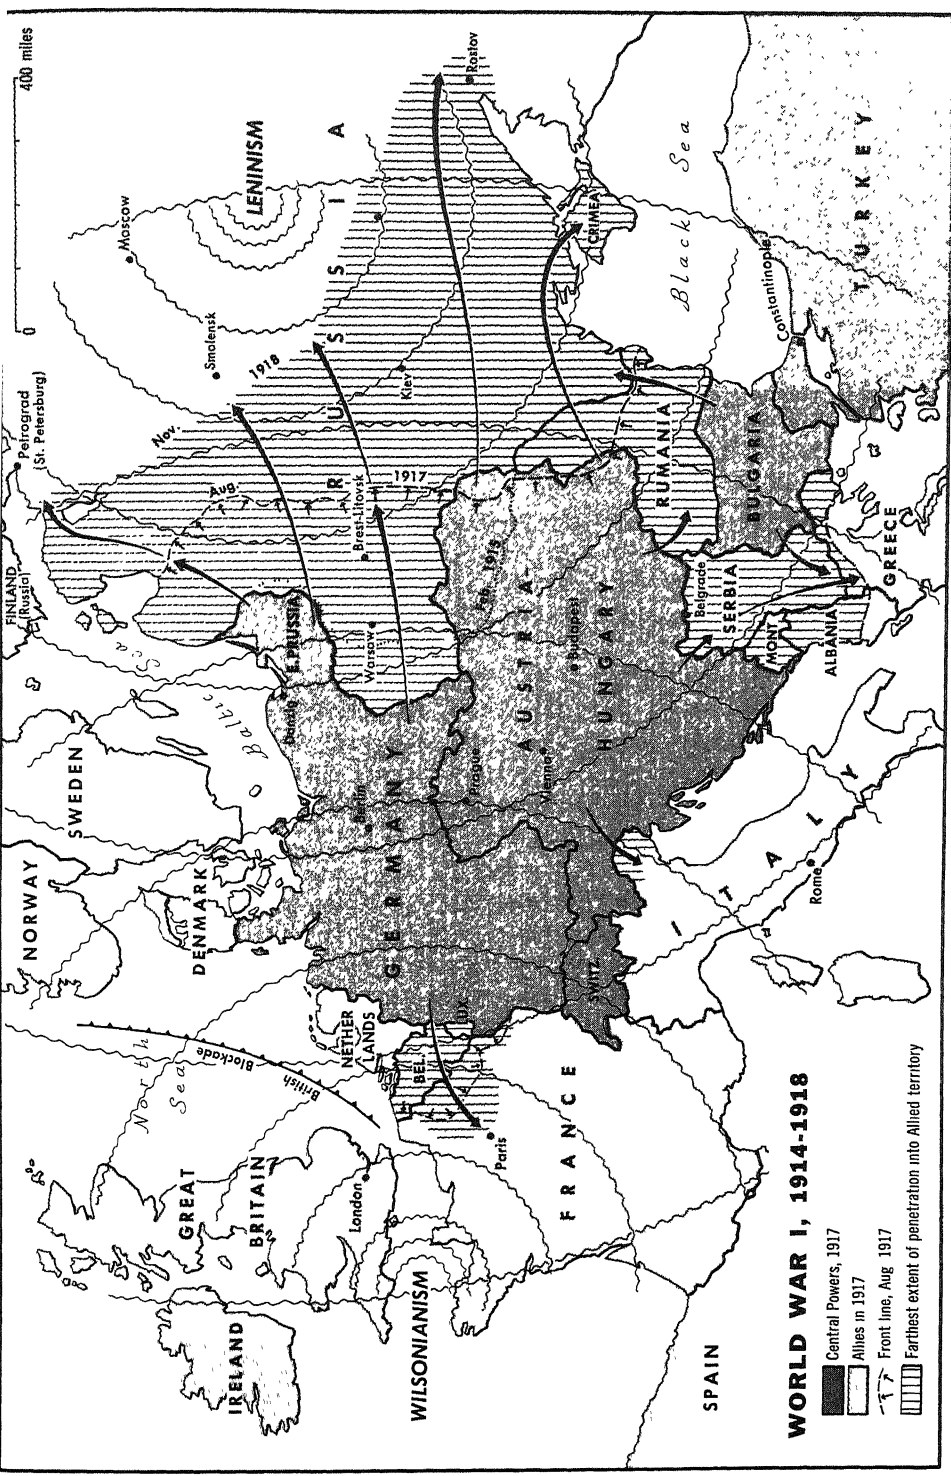 400 miles
0
NORWAY
SWEDEN
FINLAND
(Russia)
Petrograd
(St. Petersburg)
Moscow
LENINISM
Smolensk
Nov.
1918
Aug.
1917
Baltic
Sea
DENMARK
North
Sea
British
Blockade
GREAT
BRITAIN
IRELAND
London
NETHER
LANDS
BEL.
LUX.
Danzig
E. PRUSSIA
Berlin
GERMANY
Warsaw
Brest-Litovsk
RUSSIA
Kiev
Rostov
WILSONIANISM
Paris
FRANCE
Prague
Vienna
Feb. 1918
AUSTRIA-
HUNGARY
Budapest
SWITZ.
CRIMEA
RUMANIA
Belgrade
SERBIA
MONT.
BULGARIA
ALBANIA
GREECE
Black Sea
Constantinople
TURKEY
ITALY
Rome
SPAIN
WORLD WAR I, 1914-1918
Central Powers, 1917
Allies in 1917
Front line, Aug 1917
Farthest extent of penetration into Allied territory